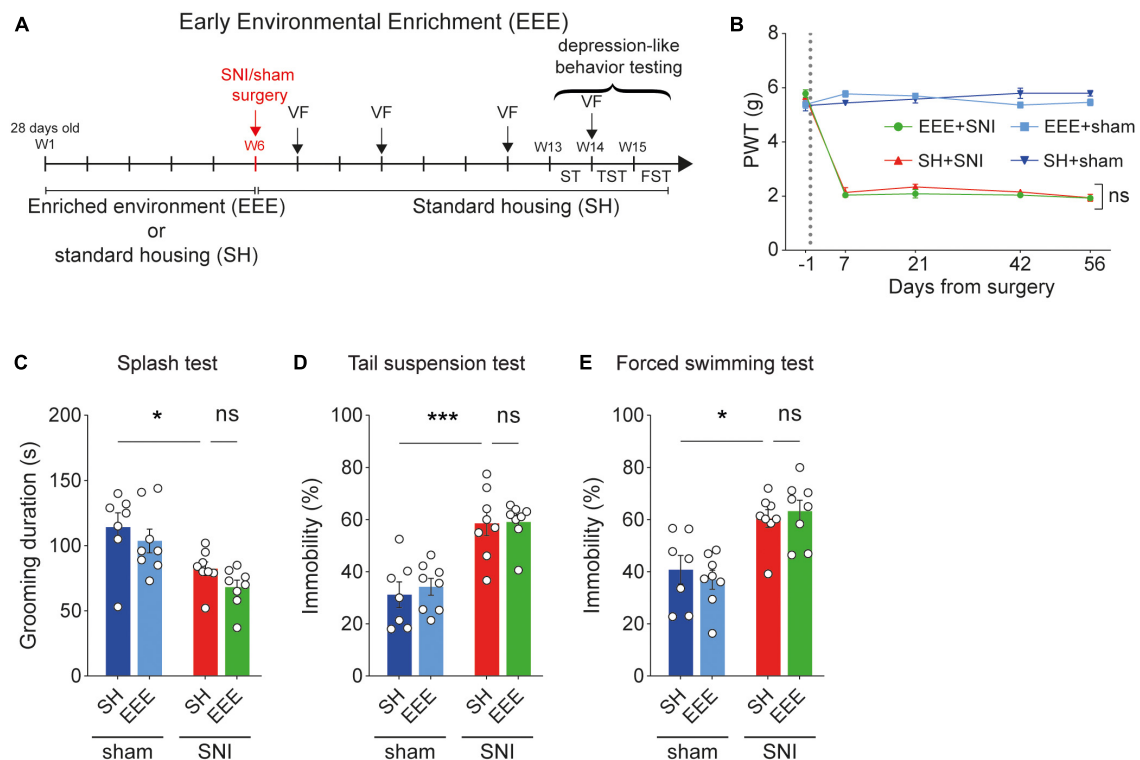 A
Early Environmental Enrichment (EEE)
depression-like
behavior testing
SNI/sham
surgery
VF
VF
VF
VF
28 days old
W1
W6
W13
W14
W15
ST
TST
FST
Enriched environment (EEE)
or
standard housing (SH)
Standard housing (SH)
B
PWT (g)
8
6
4
2
0
EEE+SNI
EEE+sham
SH+SNI
SH+sham
ns
-1
7
21
42
56
Days from surgery
C
Splash test
Grooming duration (s)
200
150
100
50
0
*
ns
SH
EEE
SH
EEE
sham
SNI
D
Tail suspension test
Immobility (%)
100
80
60
40
20
0
***
ns
SH
EEE
SH
EEE
sham
SNI
E
Forced swimming test
Immobility (%)
100
80
60
40
20
0
*
ns
SH
EEE
SH
EEE
sham
SNI